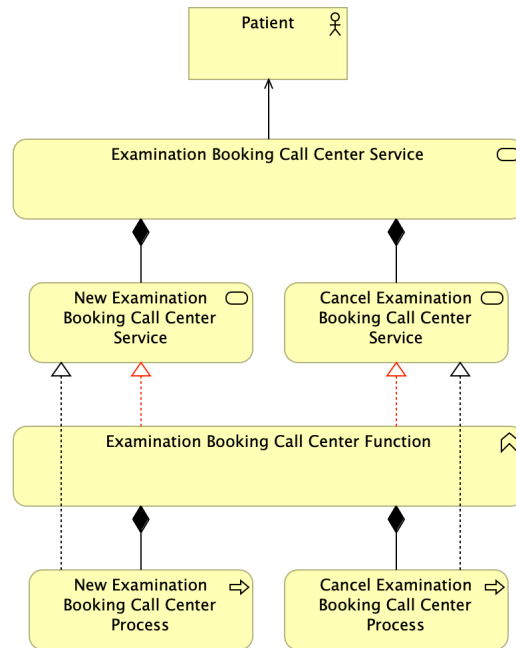 Patient
Examination Booking Call Center Service
New Examination
Booking Call Center
Service
Cancel Examination
Booking Call Center
Service
Examination Booking Call Center Function
New Examination
Booking Call Center
Process
Cancel Examination
Booking Call Center
Process